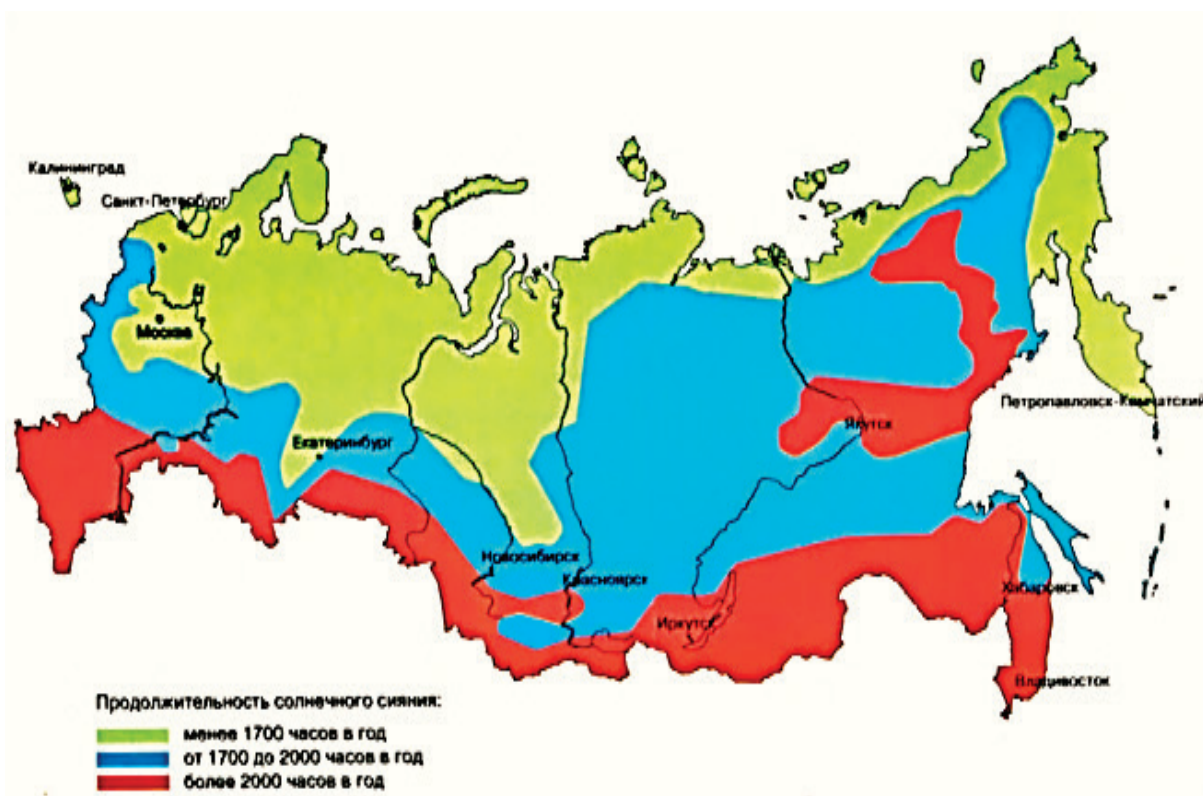 Калининград
Санкт-Петербург
Москва
Екатеринбург
Новосибирск
Красноярск
Иркутск
Якутск
Петропавловск-Камчатский
Хабаровск
Владивосток
Продолжительность солнечного сияния:
менее 1700 часов в год
от 1700 до 2000 часов в год
более 2000 часов в год